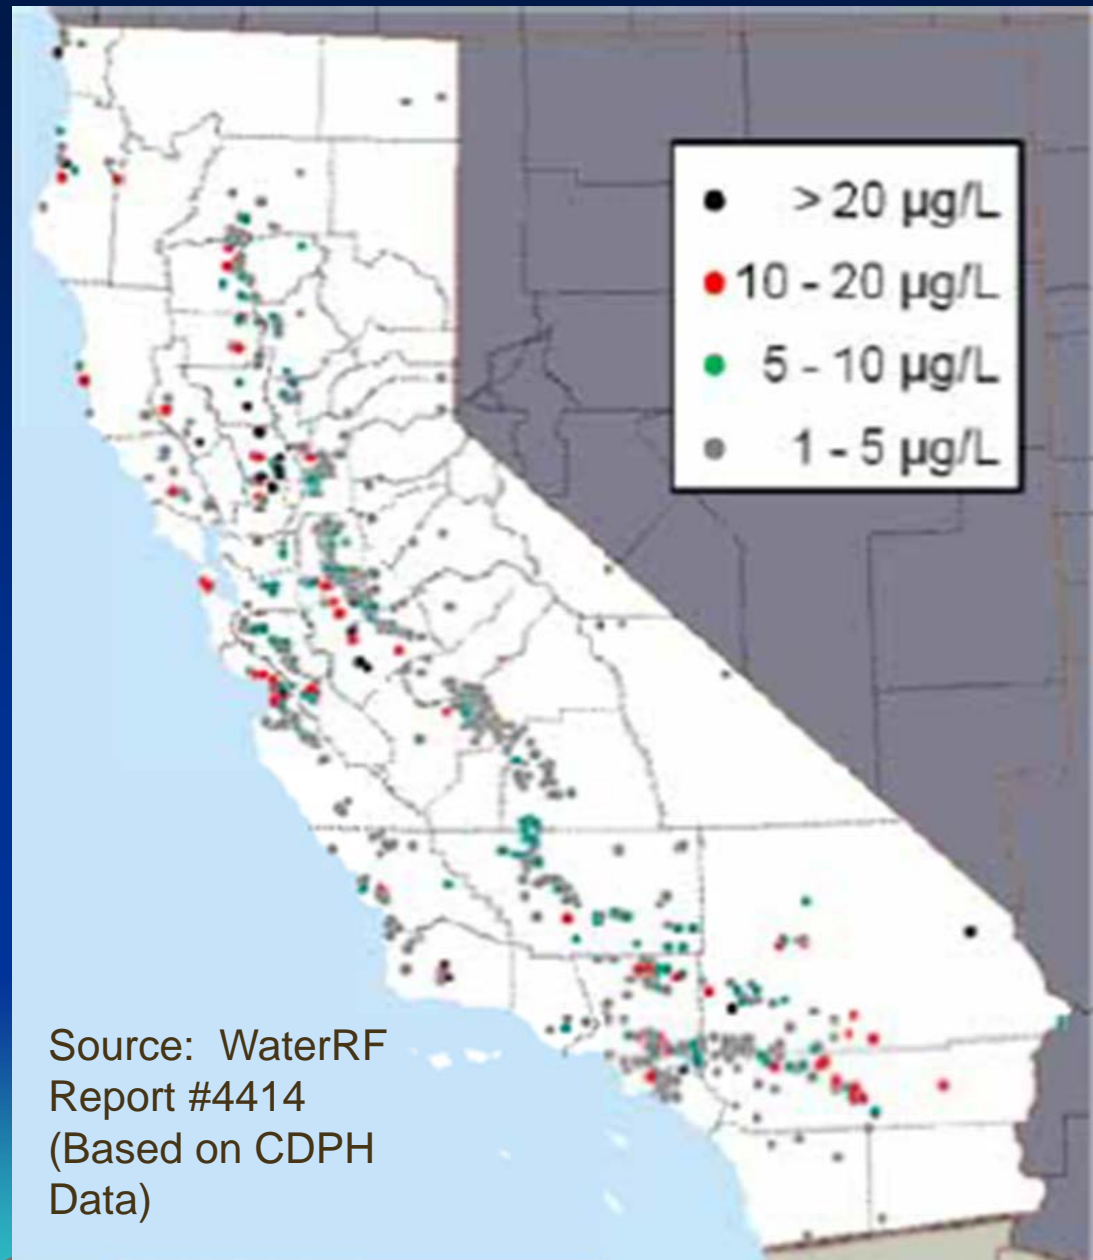 > 20 µg/L
10 - 20 µg/L
5 - 10 µg/L
1 - 5 µg/L
Source:  WaterRF
Report #4414
(Based on CDPH
Data)